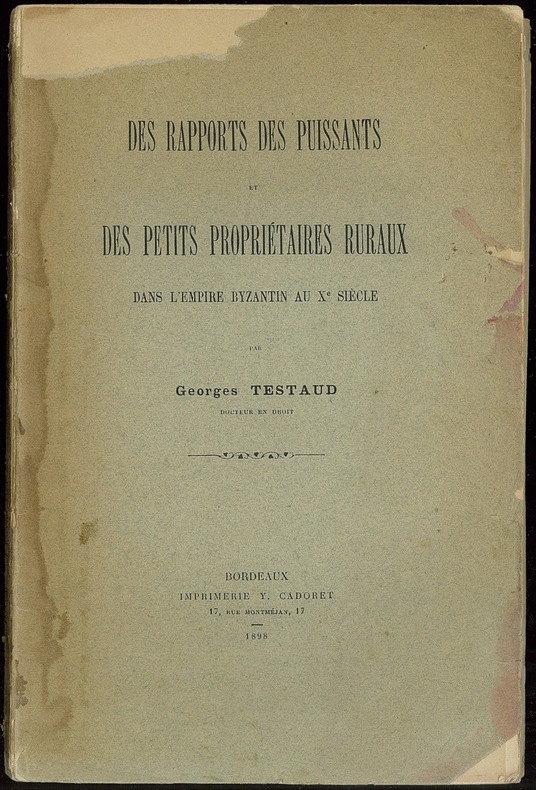 DES RAPPORTS DES PUISSANTS
ET
DES PETITS PROPRIÉTAIRES RURAUX
DANS L'EMPIRE BYZANTIN AU Xe SIÈCLE
PAR
Georges TESTAUD
DOCTEUR EN DROIT
BORDEAUX
IMPRIMERIE Y. CADORET
17, RUE MONTMÉJAN, 17
1898